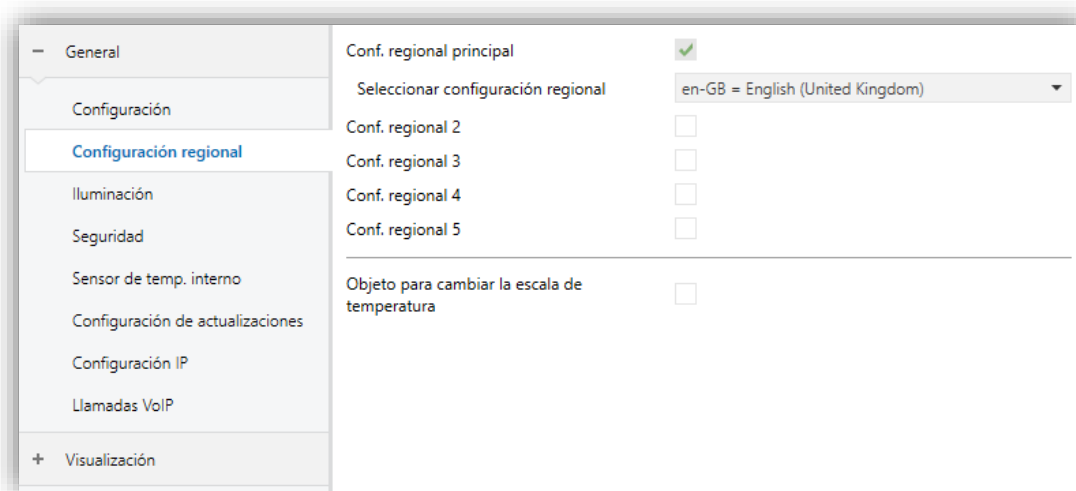 − General
Configuración
Configuración regional
Iluminación
Seguridad
Sensor de temp. interno
Configuración de actualizaciones
Configuración IP
Llamadas VoIP
+ Visualización
Conf. regional principal
Seleccionar configuración regional en-GB = English (United Kingdom)
Conf. regional 2
Conf. regional 3
Conf. regional 4
Conf. regional 5
Objeto para cambiar la escala de
temperatura